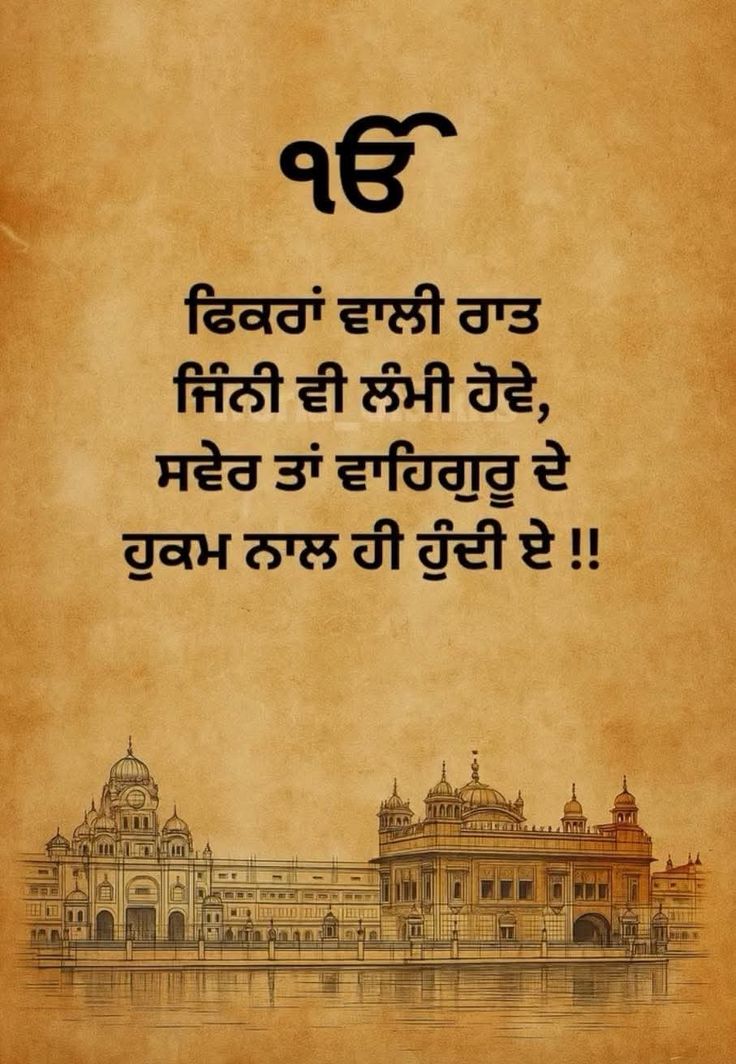 ੴ
ਫਿਕਰਾਂ ਵਾਲੀ ਰਾਤ
ਜਿੰਨੀ ਵੀ ਲੰਮੀ ਹੋਵੇ,
ਸਵੇਰ ਤਾਂ ਵਾਹਿਗੁਰੂ ਦੇ
ਹੁਕਮ ਨਾਲ ਹੀ ਹੁੰਦੀ ਏ !!